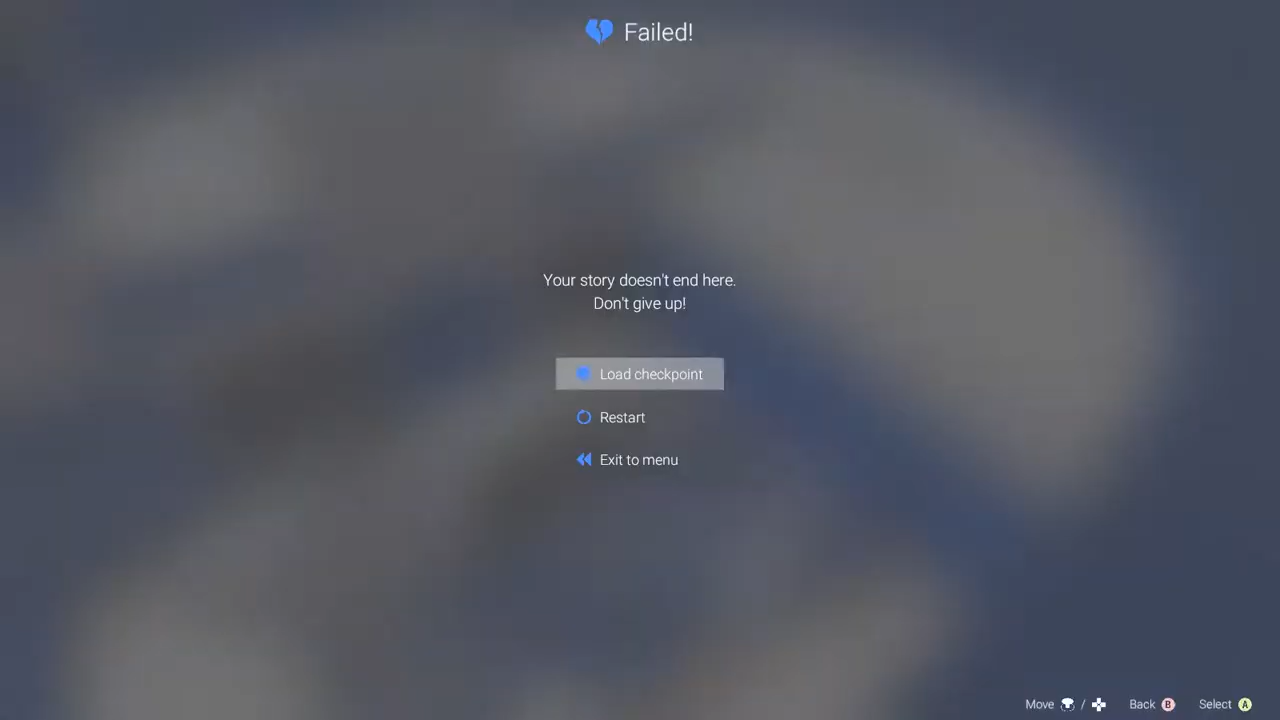 Failed!
Your story doesn't end here.
Don't give up!
Load checkpoint
Restart
Exit to menu
Move / Back B Select A